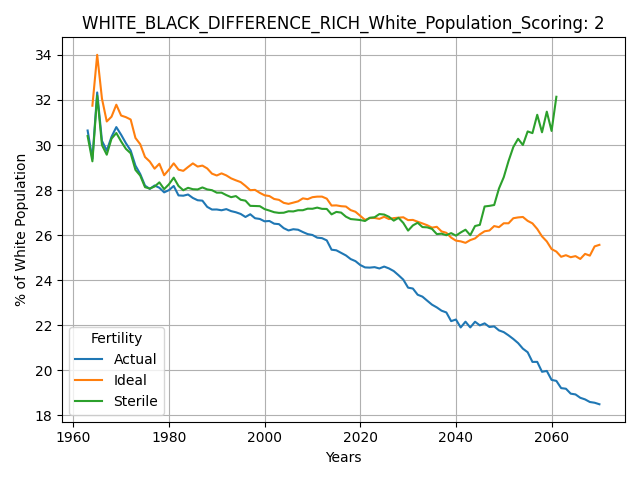 WHITE_BLACK_DIFFERENCE_RICH_White_Population_Scoring: 2
% of White Population
34
32
30
28
26
24
22
20
18
Fertility
Actual
Ideal
Sterile
1960 1980 2000 2020 2040 2060
Years